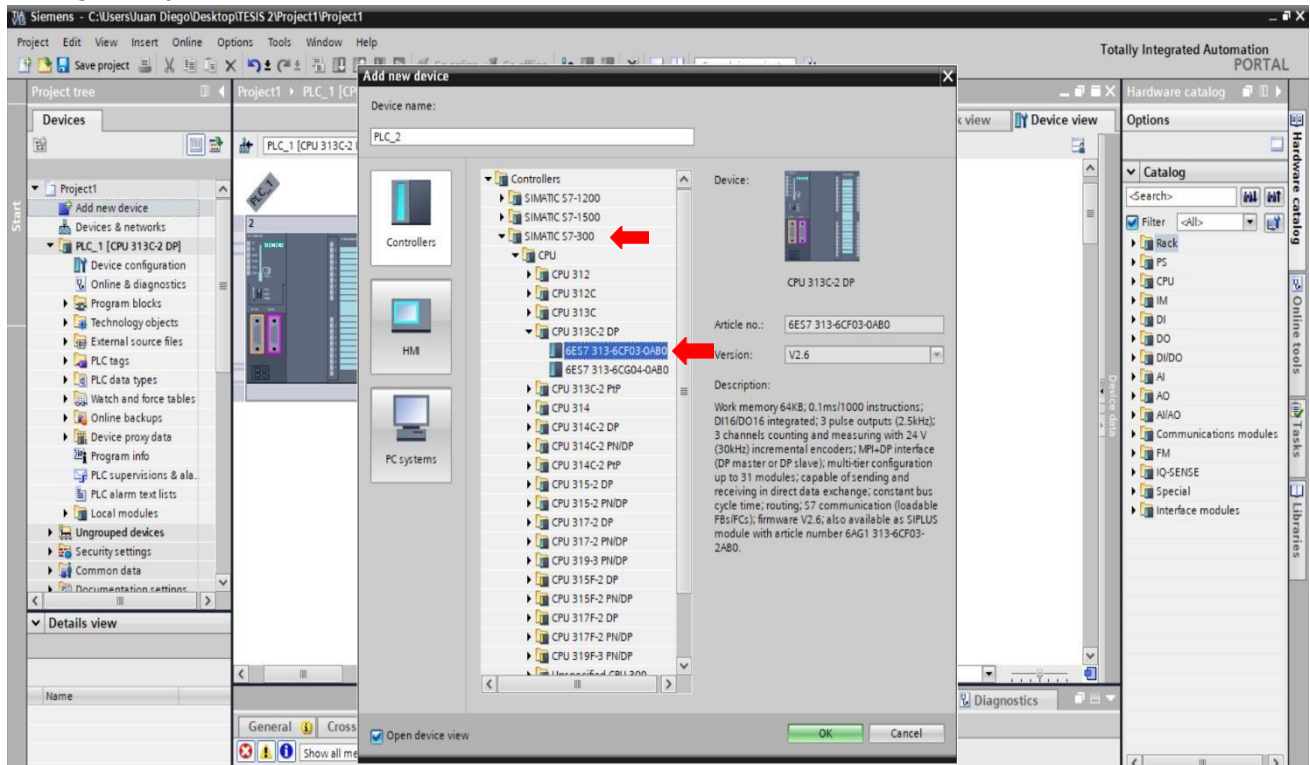 Siemens - C:\Users\Juan Diego\Desktop\TESIS 2\Project1\Project1
Project Edit View Insert Online Options Tools Window Help
Totally Integrated Automation
PORTAL
Save project
Add new device
Project tree
Project1 ▸ PLC_1 [CP
Hardware catalog
Devices
k view
Device view
Options
PLC_1 [CPU 313C-2
Device name:
PLC_2
Start
Project1
Add new device
Devices & networks
PLC_1 [CPU 313C-2 DP]
Device configuration
Online & diagnostics
Program blocks
Technology objects
External source files
PLC tags
PLC data types
Watch and force tables
Online backups
Device proxy data
Program info
PLC supervisions & ala..
PLC alarm text lists
Local modules
Ungrouped devices
Security settings
Common data
Documentation settings
Details view
Name
PLC_1
2
SIEMENS
Controllers
HMI
PC systems
Controllers
SIMATIC S7-1200
SIMATIC S7-1500
SIMATIC S7-300
CPU
CPU 312
CPU 312C
CPU 313C
CPU 313C-2 DP
6ES7 313-6CF03-0AB0
6ES7 313-6CG04-0AB0
CPU 313C-2 PtP
CPU 314
CPU 314C-2 DP
CPU 314C-2 PN/DP
CPU 314C-2 PtP
CPU 315-2 DP
CPU 315-2 PN/DP
CPU 317-2 DP
CPU 317-2 PN/DP
CPU 319-3 PN/DP
CPU 315F-2 DP
CPU 315F-2 PN/DP
CPU 317F-2 DP
CPU 317F-2 PN/DP
CPU 319F-3 PN/DP
Unspecified CPU 300
Device:
CPU 313C-2 DP
Article no.: 6ES7 313-6CF03-0AB0
Version: V2.6
Description:
Work memory 64KB; 0.1ms/1000 instructions;
DI16/DO16 integrated; 3 pulse outputs (2.5kHz);
3 channels counting and measuring with 24 V
(30kHz) incremental encoders; MPI+DP interface
(DP master or DP slave); multi-tier configuration
up to 31 modules; capable of sending and
receiving in direct data exchange; constant bus
cycle time; routing; S7 communication (loadable
FBs/FCs); firmware V2.6; also available as SIPLUS
module with article number 6AG1 313-6CF03-
2AB0.
Open device view
OK
Cancel
General
Cross
Show all me
Diagnostics
Device data
Catalog
<Search>
Filter <All>
Rack
PS
CPU
IM
DI
DO
DI/DO
AI
AO
AI/AO
Communications modules
FM
IQ-SENSE
Special
Interface modules
Hardware catalog
Online tools
Tasks
Libraries